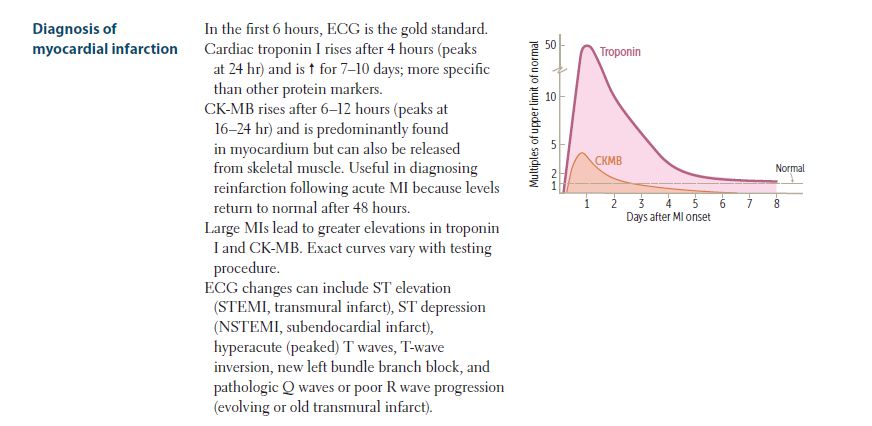 Diagnosis of
myocardial infarction
In the first 6 hours, ECG is the gold standard.
Cardiac troponin I rises after 4 hours (peaks
at 24 hr) and is ↑ for 7–10 days; more specific
than other protein markers.
CK-MB rises after 6–12 hours (peaks at
16–24 hr) and is predominantly found
in myocardium but can also be released
from skeletal muscle. Useful in diagnosing
reinfarction following acute MI because levels
return to normal after 48 hours.
Large MIs lead to greater elevations in troponin
I and CK-MB. Exact curves vary with testing
procedure.
ECG changes can include ST elevation
(STEMI, transmural infarct), ST depression
(NSTEMI, subendocardial infarct),
hyperacute (peaked) T waves, T-wave
inversion, new left bundle branch block, and
pathologic Q waves or poor R wave progression
(evolving or old transmural infarct).
Multiples of upper limit of normal
50
10
5
2
1
Troponin
CKMB
Normal
1 2 3 4 5 6 7 8
Days after MI onset